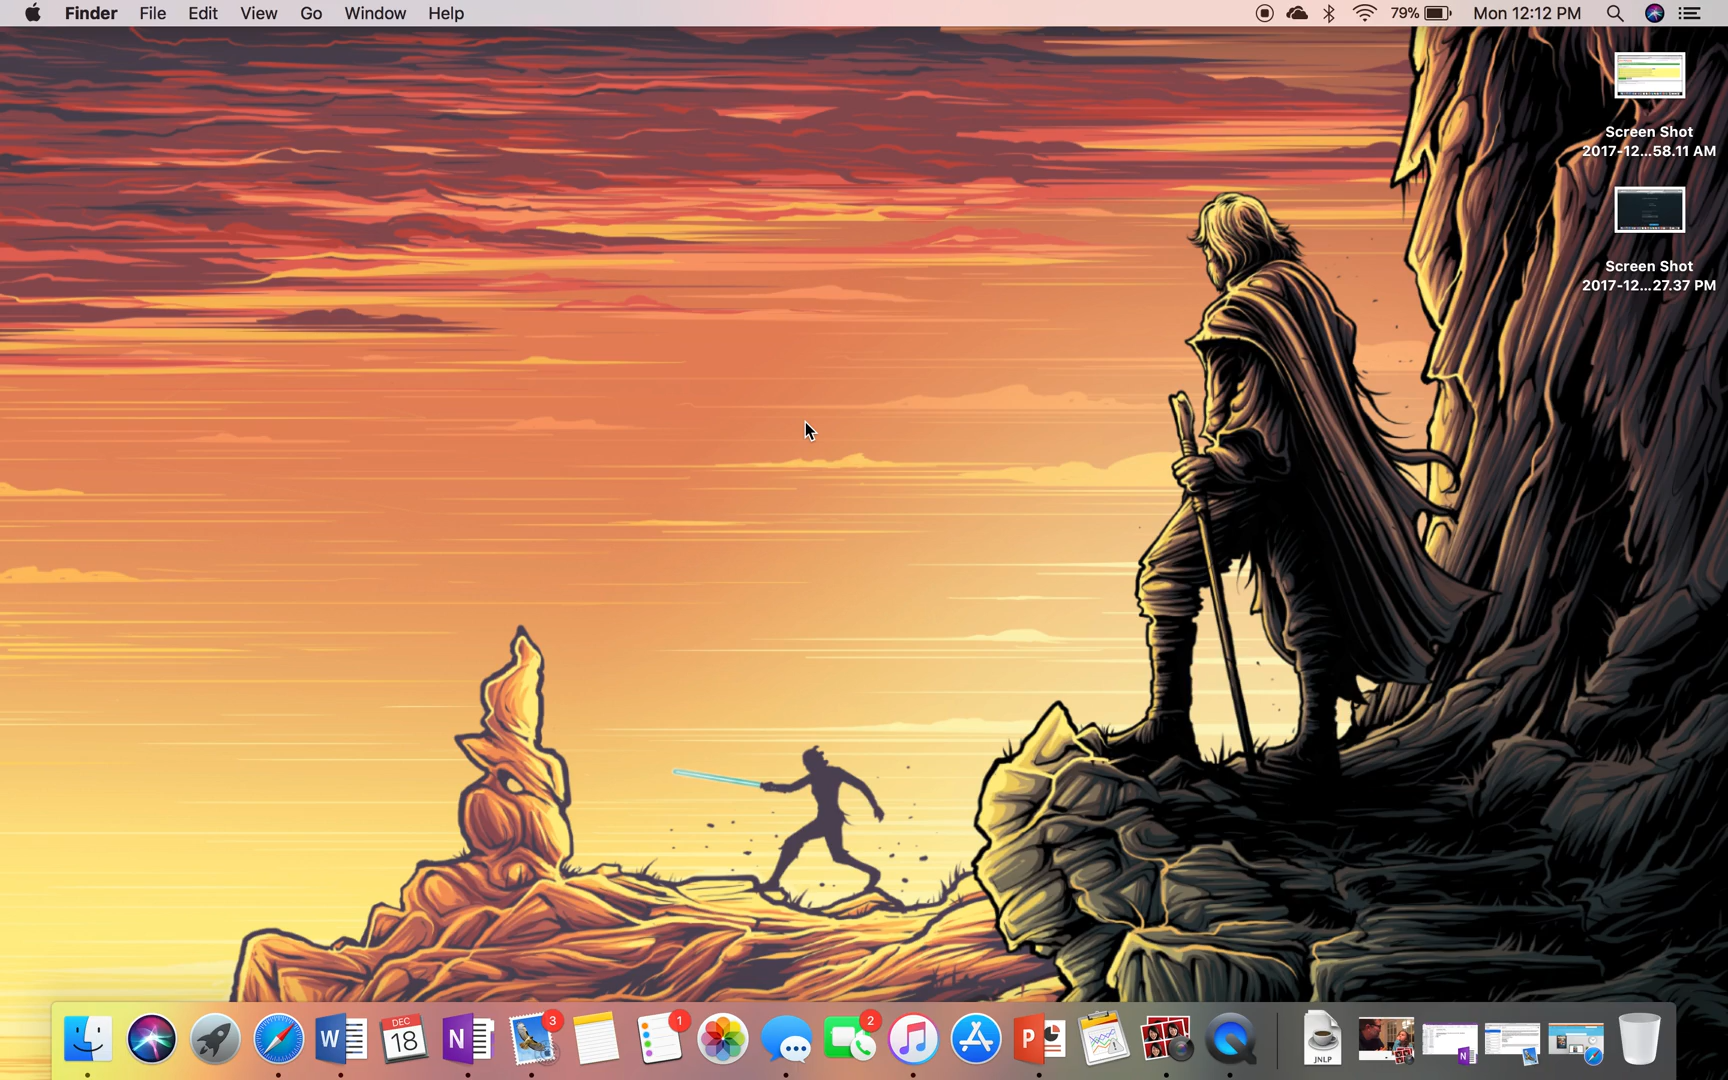 Finder File Edit View Go Window Help 79% Mon 12:12 PM
Screen Shot
2017-12...58.11 AM
Screen Shot
2017-12...27.37 PM
DEC
18
3
1
2
W
N
P
JNLP
N